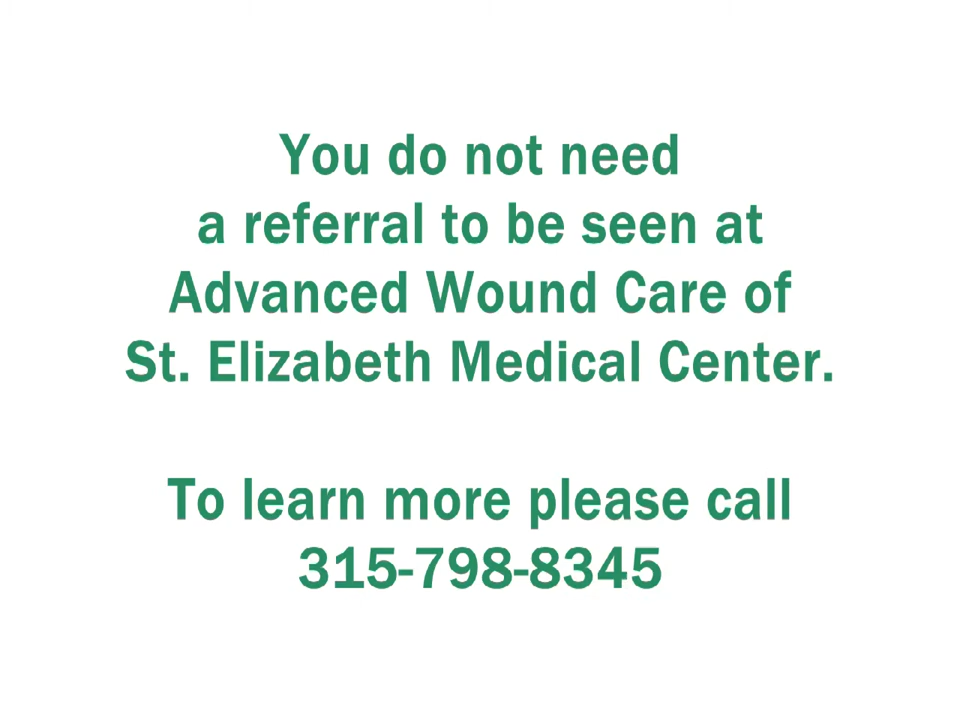 You do not need
a referral to be seen at
Advanced Wound Care of
St. Elizabeth Medical Center.
To learn more please call
315-798-8345